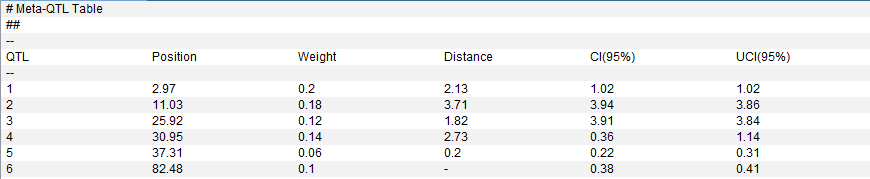 # Meta-QTL Table
##
--
QTL Position Weight Distance CI(95%) UCI(95%)
--
1 2.97 0.2 2.13 1.02 1.02
2 11.03 0.18 3.71 3.94 3.86
3 25.92 0.12 1.82 3.91 3.84
4 30.95 0.14 2.73 0.36 1.14
5 37.31 0.06 0.2 0.22 0.31
6 82.48 0.1 - 0.38 0.41